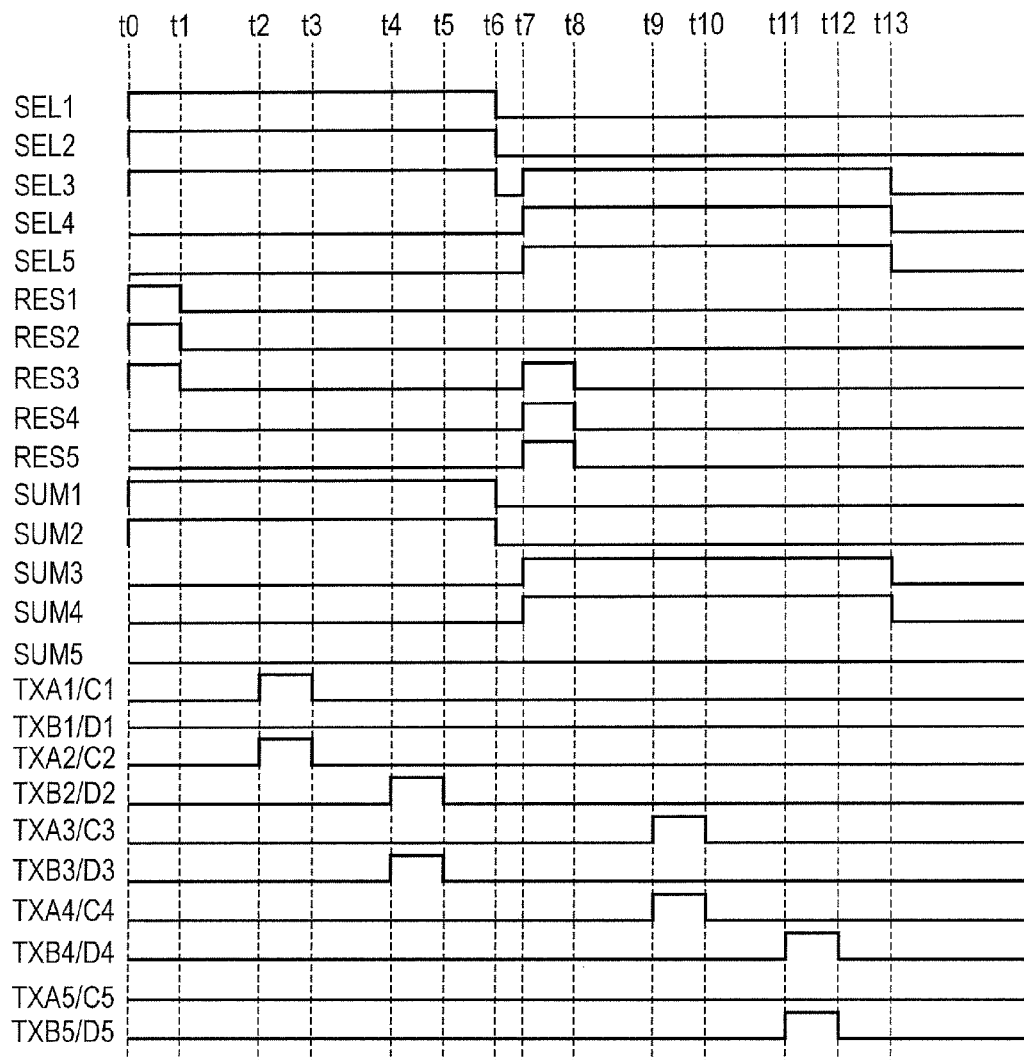 t0 t1 t2 t3 t4 t5 t6 t7 t8 t9 t10 t11 t12 t13
SEL1
SEL2
SEL3
SEL4
SEL5
RES1
RES2
RES3
RES4
RES5
SUM1
SUM2
SUM3
SUM4
SUM5
TXA1/C1
TXB1/D1
TXA2/C2
TXB2/D2
TXA3/C3
TXB3/D3
TXA4/C4
TXB4/D4
TXA5/C5
TXB5/D5